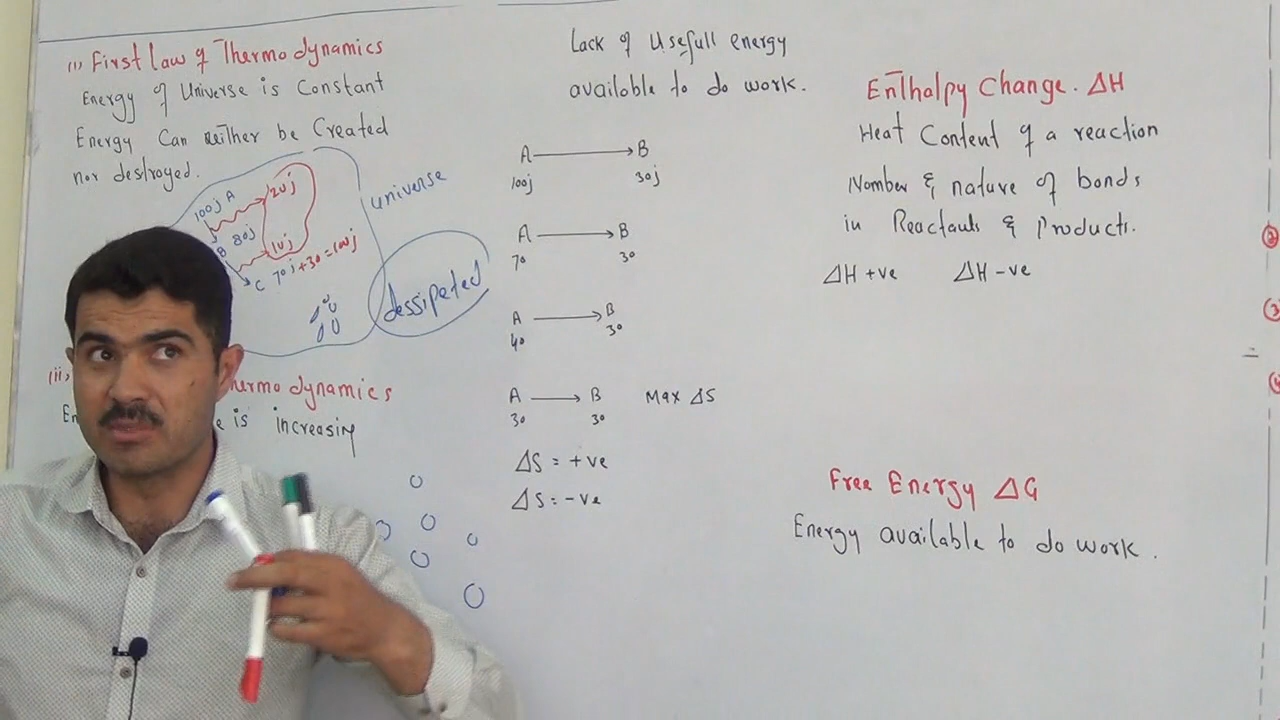 (i) First law of Thermodynamics
Energy of Universe is Constant
Energy Can neither be Created
nor destroyed.
100j A
20j
B 80j
10j
C 70j+30=100j
universe
dessipated
(ii)
hermodynamics
En
e is increasing
Lack of Usefull energy
available to do work.
A → B
100j 30j
A → B
70 30
A → B
40 30
A → B Max ΔS
30 30
ΔS = +ve
ΔS = -ve
Enthalpy Change. ΔH
Heat Content of a reaction
Number & nature of bonds
in Reactants & Products.
ΔH +ve ΔH -ve
Free Energy ΔG
Energy available to do work.